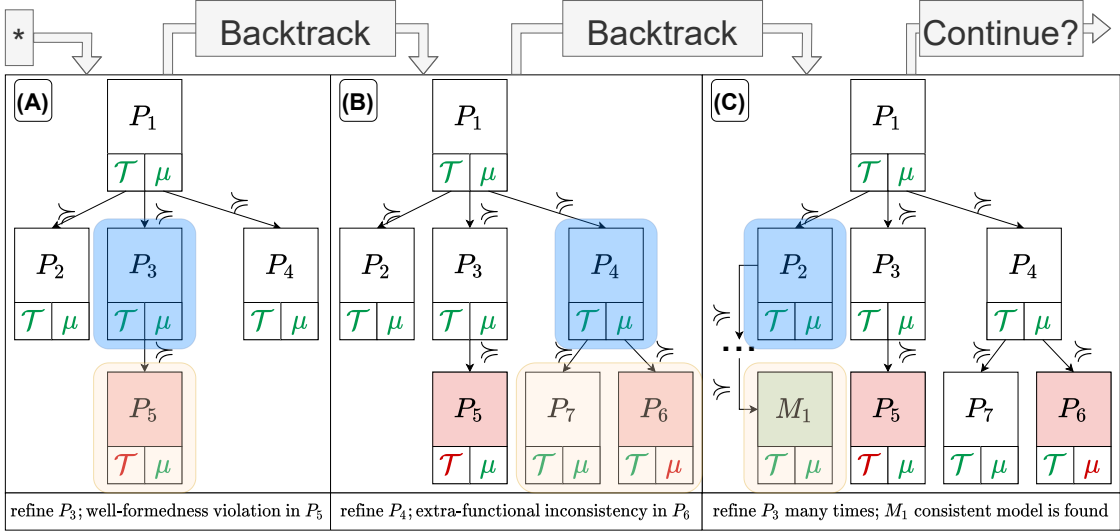 * Backtrack Backtrack Continue?
(A)
P₁
𝒯 μ
≽ ≽ ≽
P₂ P₃ P₄
𝒯 μ 𝒯 μ 𝒯 μ
≽
P₅
𝒯 μ
refine P₃; well-formedness violation in P₅
(B)
P₁
𝒯 μ
≽ ≽ ≽
P₂ P₃ P₄
𝒯 μ 𝒯 μ 𝒯 μ
≽ ≽ ≽
P₅ P₇ P₆
𝒯 μ 𝒯 μ 𝒯 μ
refine P₄; extra-functional inconsistency in P₆
(C)
P₁
𝒯 μ
≽ ≽ ≽
P₂ P₃ P₄
𝒯 μ 𝒯 μ 𝒯 μ
≽ ... ≽ ≽ ≽
≽
M₁ P₅ P₇ P₆
𝒯 μ 𝒯 μ 𝒯 μ 𝒯 μ
refine P₃ many times; M₁ consistent model is found